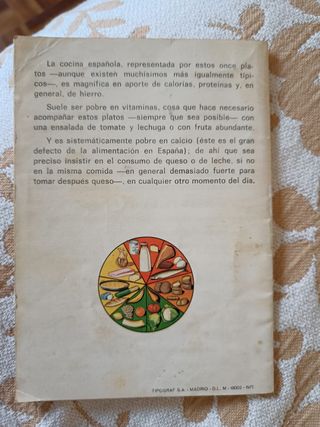 La cocina española, representada por estos once pla-
tos —aunque existen muchísimos más igualmente típi-
cos—, es magnífica en aporte de calorías, proteínas y, en
general, de hierro.
Suele ser pobre en vitaminas, cosa que hace necesario
acompañar estos platos —siempre que sea posible— con
una ensalada de tomate y lechuga o con fruta abundante.
Y es sistemáticamente pobre en calcio (éste es el gran
defecto de la alimentación en España); de ahí que sea
preciso insistir en el consumo de queso o de leche, si no
en la misma comida —en general demasiado fuerte para
tomar después queso—, en cualquier otro momento del día.
TIPOGRAF S.A. - MADRID - D.L. M.